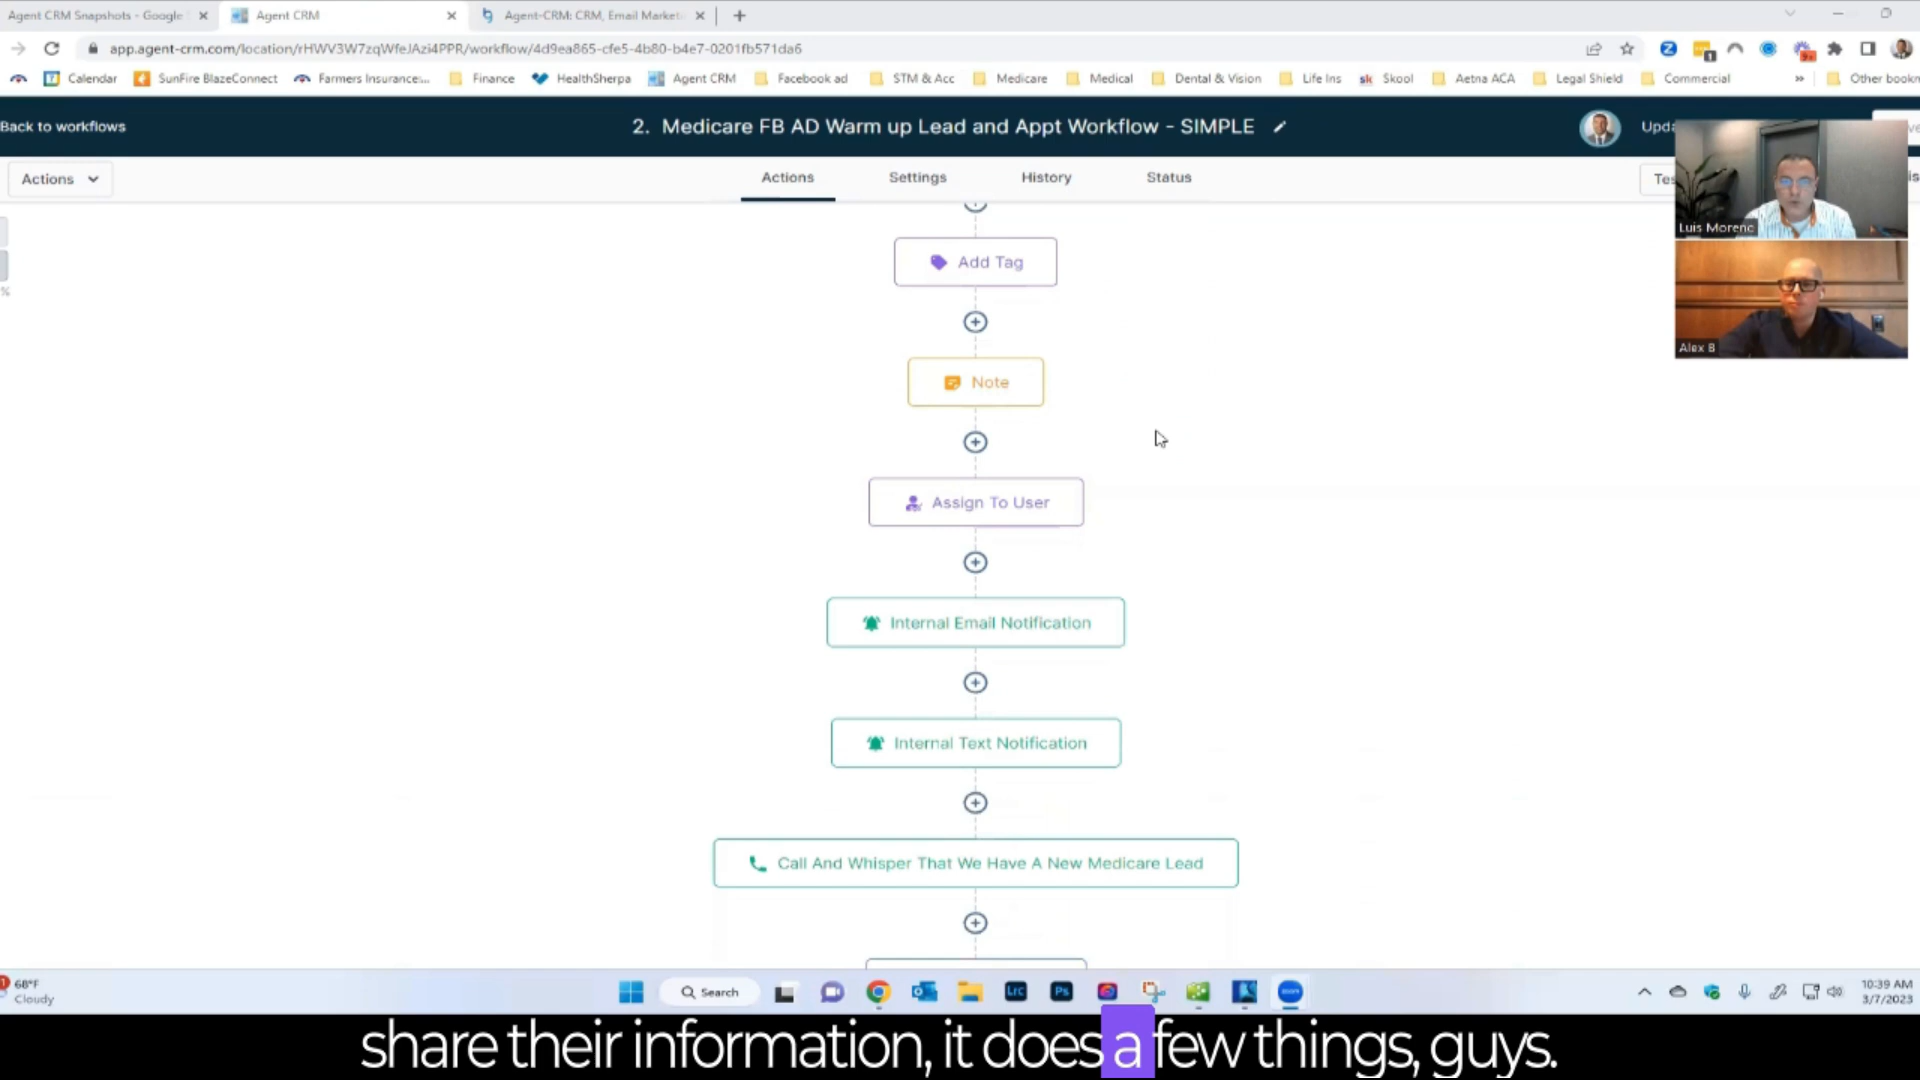 Agent CRM Snapshots - Google
Agent CRM
Agent-CRM: CRM, Email Market
app.agent-crm.com/location/rHWV3W7zqWfeJAzi4PPR/workflow/4d9ea865-cfe5-4b80-b4e7-0201fb571da6
Calendar
SunFire BlazeConnect
Farmers Insurance:...
Finance
HealthSherpa
Agent CRM
Facebook ad
STM & Acc
Medicare
Medical
Dental & Vision
Life Ins
sk Skool
Aetna ACA
Legal Shield
Commercial
Other bookm
Back to workflows
2. Medicare FB AD Warm up Lead and Appt Workflow - SIMPLE
Actions
Actions
Settings
History
Status
Luis Moreno
Alex B
Add Tag
Note
Assign To User
Internal Email Notification
Internal Text Notification
Call And Whisper That We Have A New Medicare Lead
68°F
Cloudy
Search
Lrc
Ps
zoom
10:39 AM
3/7/2023
share their information, it does a few things, guys.